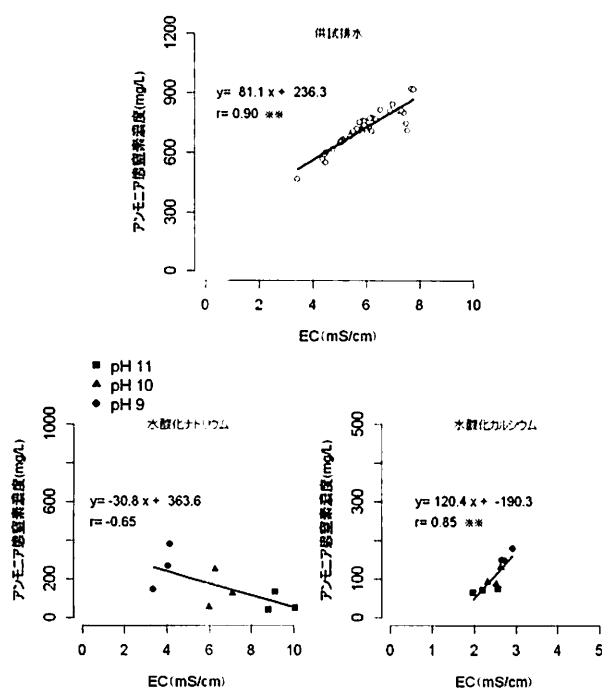 供試排水
1200
900
600
300
0
アンモニア態窒素濃度(mg/L)
y= 81.1 x + 236.3
r= 0.90 **
0 2 4 6 8 10
EC(mS/cm)
■ pH 11
▲ pH 10
● pH 9
水酸化ナトリウム
1000
600
200
0
アンモニア態窒素濃度(mg/L)
y= -30.8 x + 363.6
r= -0.65
0 2 4 6 8 10
EC(mS/cm)
水酸化カルシウム
500
300
100
0
アンモニア態窒素濃度(mg/L)
y= 120.4 x + -190.3
r= 0.85 **
0 1 2 3 4 5
EC(mS/cm)